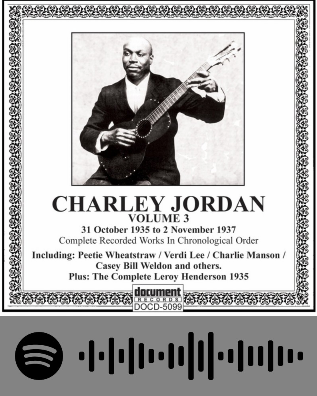 CHARLEY JORDAN
VOLUME 3
31 October 1935 to 2 November 1937
Complete Recorded Works In Chronological Order
Including: Peetie Wheatstraw / Verdi Lee / Charlie Manson /
Casey Bill Weldon and others.
Plus: The Complete Leroy Henderson 1935
document
RECORDS
DOCD-5099